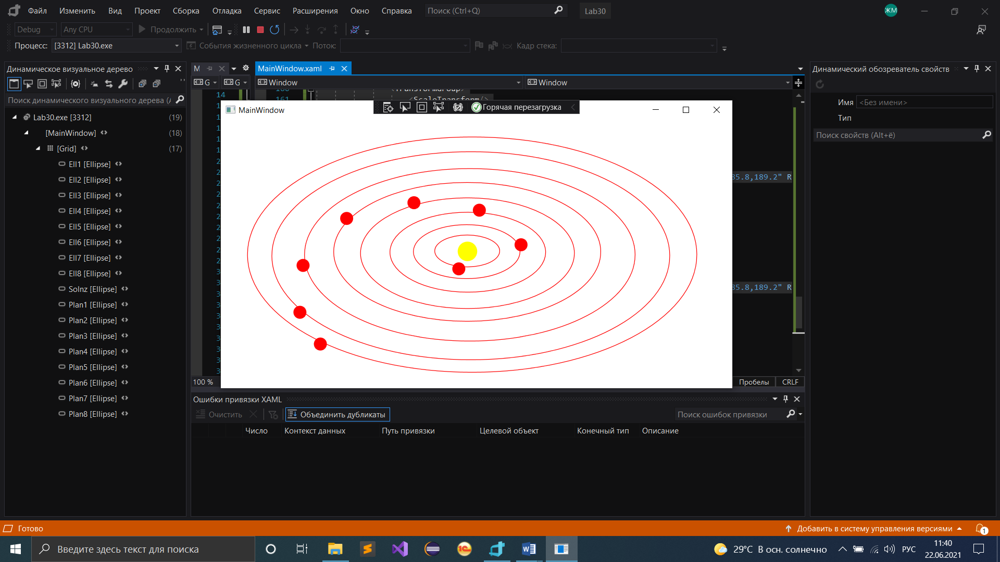 Файл Изменить Вид Проект Сборка Отладка Сервис Расширения Окно Справка Поиск (Ctrl+Q) Lab30 ЖМ
Debug Any CPU Продолжить
Процесс: [3312] Lab30.exe События жизненного цикла Поток: Кадр стека:
Динамическое визуальное дерево
Поиск динамического визуального дерева (
Lab30.exe [3312] (19)
[MainWindow] (18)
[Grid] (17)
Ell1 [Ellipse]
Ell2 [Ellipse]
Ell3 [Ellipse]
Ell4 [Ellipse]
Ell5 [Ellipse]
Ell6 [Ellipse]
Ell7 [Ellipse]
Ell8 [Ellipse]
Solnz [Ellipse]
Plan1 [Ellipse]
Plan2 [Ellipse]
Plan3 [Ellipse]
Plan4 [Ellipse]
Plan5 [Ellipse]
Plan6 [Ellipse]
Plan7 [Ellipse]
Plan8 [Ellipse]
M MainWindow.xaml
G G Window Window
14
161 <ScaleTransform/>
MainWindow Горячая перезагрузка
35.8,189.2" R
35.8,189.2" R
100 % Пробелы CRLF
Ошибки привязки XAML
Очистить Объединить дубликаты Поиск ошибок привязки
Число Контекст данных Путь привязки Целевой объект Конечный тип Описание
Динамический обозреватель свойств
Имя <Без имени>
Тип
Поиск свойств (Alt+ё)
Готово Добавить в систему управления версиями 1
Введите здесь текст для поиска 29°C В осн. солнечно РУС 11:40
22.06.2021